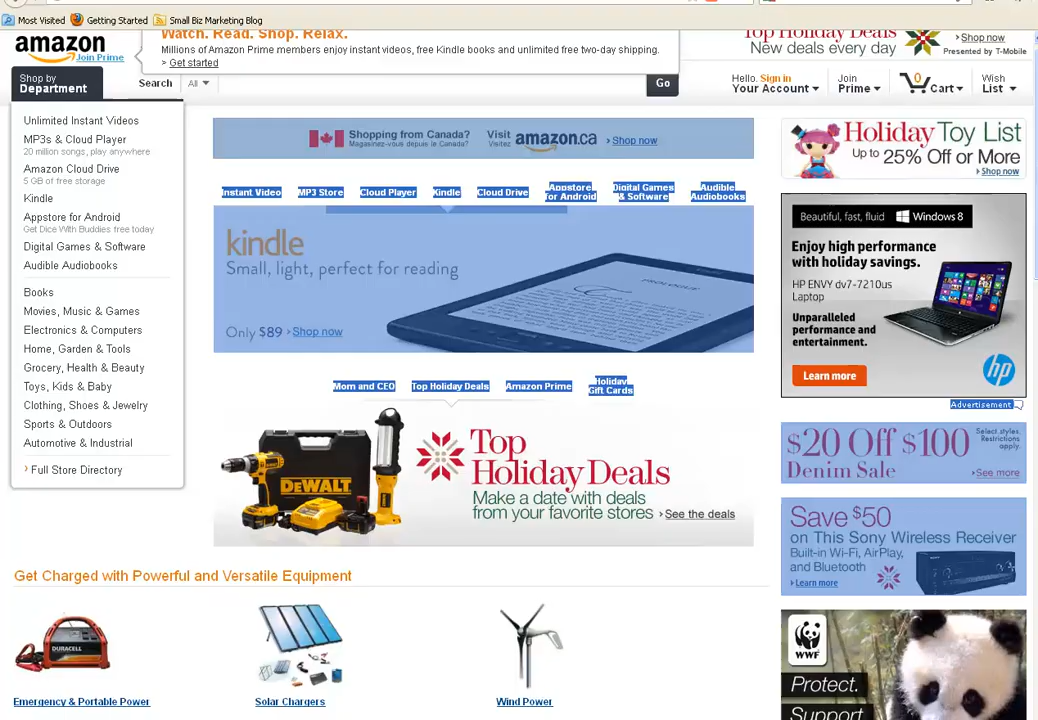 Most Visited Getting Started Small Biz Marketing Blog
amazon
Join Prime
Watch. Read. Shop. Relax.
Millions of Amazon Prime members enjoy instant videos, free Kindle books and unlimited free two-day shipping.
> Get started
Top Holiday Deals
New deals every day
> Shop now
Presented by T-Mobile
Shop by
Department
Search All
Go
Hello. Sign in
Your Account
Join
Prime
0
Cart
Wish
List
Unlimited Instant Videos
MP3s & Cloud Player
20 million songs, play anywhere
Amazon Cloud Drive
5 GB of free storage
Kindle
Appstore for Android
Get Dice With Buddies free today
Digital Games & Software
Audible Audiobooks
Books
Movies, Music & Games
Electronics & Computers
Home, Garden & Tools
Grocery, Health & Beauty
Toys, Kids & Baby
Clothing, Shoes & Jewelry
Sports & Outdoors
Automotive & Industrial
› Full Store Directory
Shopping from Canada?
Magasinez-vous depuis le Canada?
Visit
Visitez
amazon.ca
› Shop now
Instant Video
MP3 Store
Cloud Player
Kindle
Cloud Drive
Appstore
for Android
Digital Games
& Software
Audible
Audiobooks
kindle
Small, light, perfect for reading
Only $89 › Shop now
Mom and CEO
Top Holiday Deals
Amazon Prime
Holiday
Gift Cards
DEWALT
Top
Holiday Deals
Make a date with deals
from your favorite stores › See the deals
Get Charged with Powerful and Versatile Equipment
DURACELL
Emergency & Portable Power
Solar Chargers
Wind Power
Holiday Toy List
Up to 25% Off or More
› Shop now
Beautiful, fast, fluid Windows 8
Enjoy high performance
with holiday savings.
HP ENVY dv7-7210us
Laptop
Unparalleled
performance and
entertainment.
Learn more
hp
Advertisement
$20 Off $100
Denim Sale
Select styles.
Restrictions
apply.
› See more
Save $50
on This Sony Wireless Receiver
Built-in Wi-Fi, AirPlay,
and Bluetooth
› Learn more
WWF
Protect.
Support